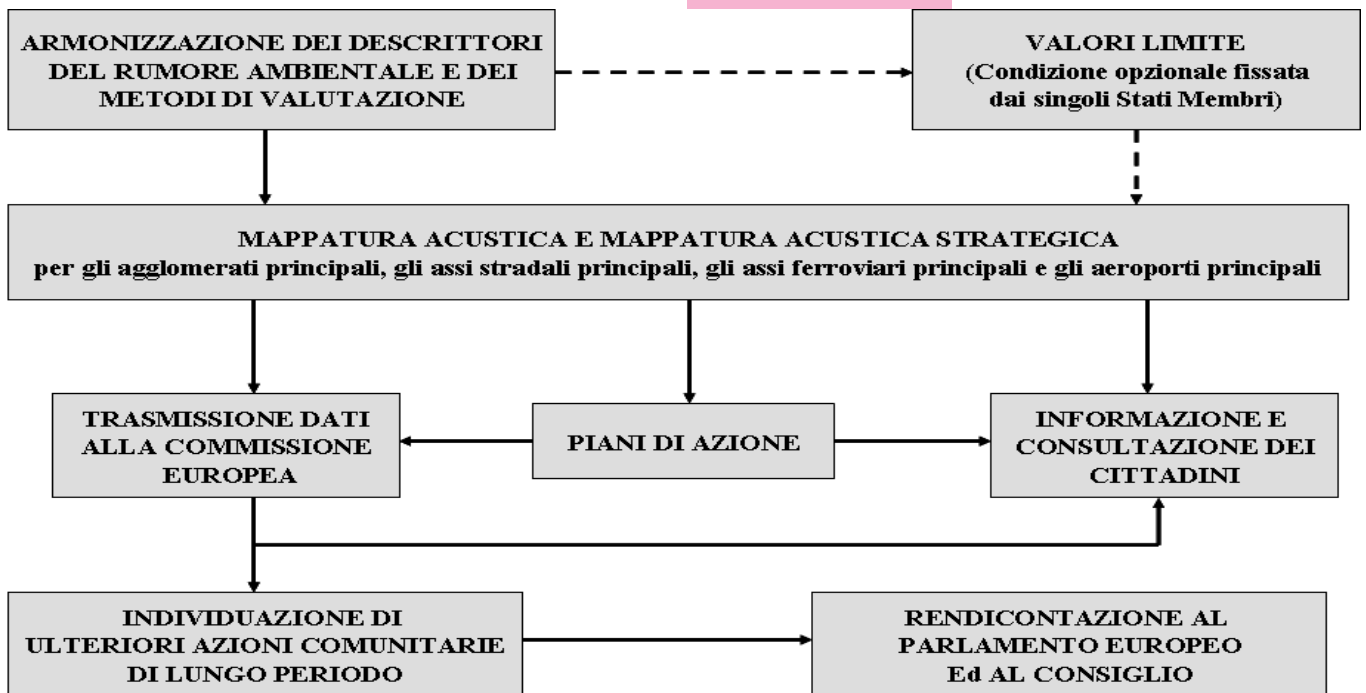 ARMONIZZAZIONE DEI DESCRITTORI
DEL RUMORE AMBIENTALE E DEI
METODI DI VALUTAZIONE
VALORI LIMITE
(Condizione opzionale fissata
dai singoli Stati Membri)
MAPPATURA ACUSTICA E MAPPATURA ACUSTICA STRATEGICA
per gli agglomerati principali, gli assi stradali principali, gli assi ferroviari principali e gli aeroporti principali
TRASMISSIONE DATI
ALLA COMMISSIONE
EUROPEA
PIANI DI AZIONE
INFORMAZIONE E
CONSULTAZIONE DEI
CITTADINI
INDIVIDUAZIONE DI
ULTERIORI AZIONI COMUNITARIE
DI LUNGO PERIODO
RENDICONTAZIONE AL
PARLAMENTO EUROPEO
Ed AL CONSIGLIO